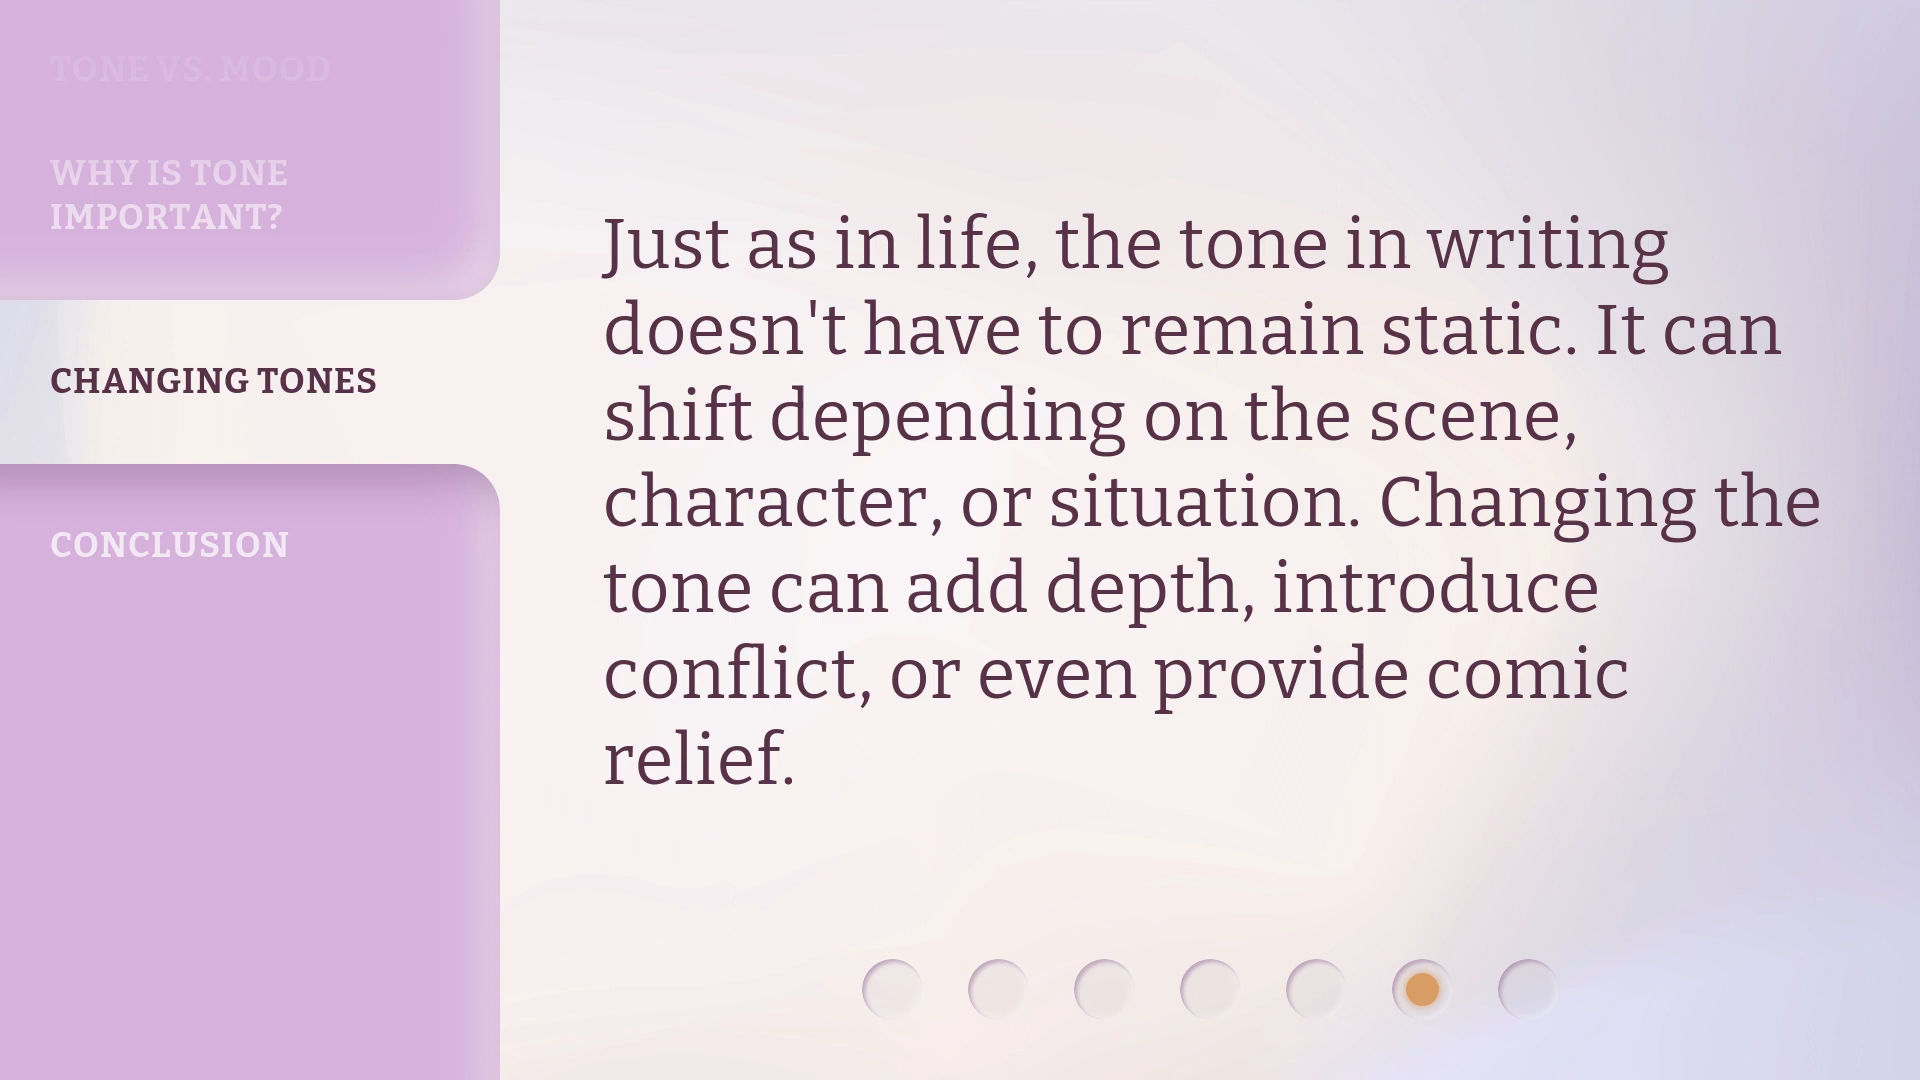 TONE VS. MOOD
WHY IS TONE
IMPORTANT?
CHANGING TONES
CONCLUSION
Just as in life, the tone in writing
doesn't have to remain static. It can
shift depending on the scene,
character, or situation. Changing the
tone can add depth, introduce
conflict, or even provide comic
relief.